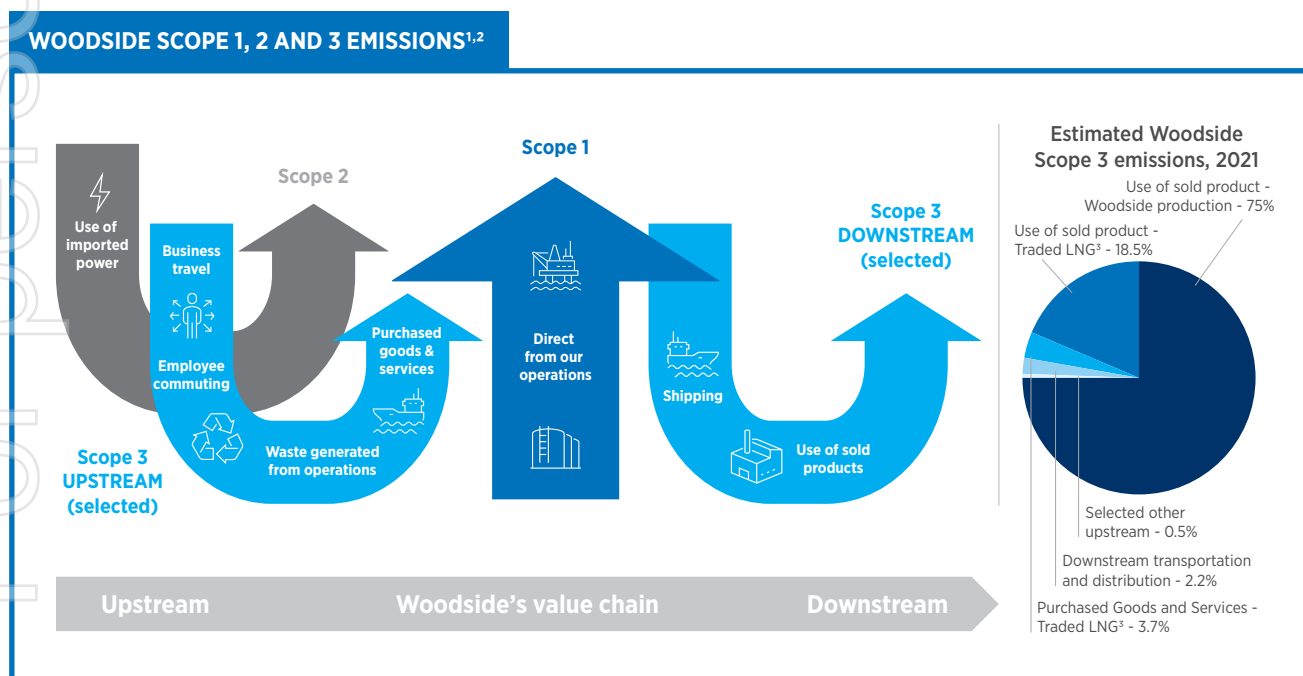 WOODSIDE SCOPE 1, 2 AND 3 EMISSIONS¹,²
Use of
imported
power
Scope 2
Business
travel
Employee
commuting
Waste generated
from operations
Purchased
goods &
services
Scope 3
UPSTREAM
(selected)
Scope 1
Direct
from our
operations
Shipping
Use of sold
products
Scope 3
DOWNSTREAM
(selected)
Upstream
Woodside's value chain
Downstream
Estimated Woodside
Scope 3 emissions, 2021
Use of sold product -
Woodside production - 75%
Use of sold product -
Traded LNG³ - 18.5%
Selected other
upstream - 0.5%
Downstream transportation
and distribution - 2.2%
Purchased Goods and Services -
Traded LNG³ - 3.7%